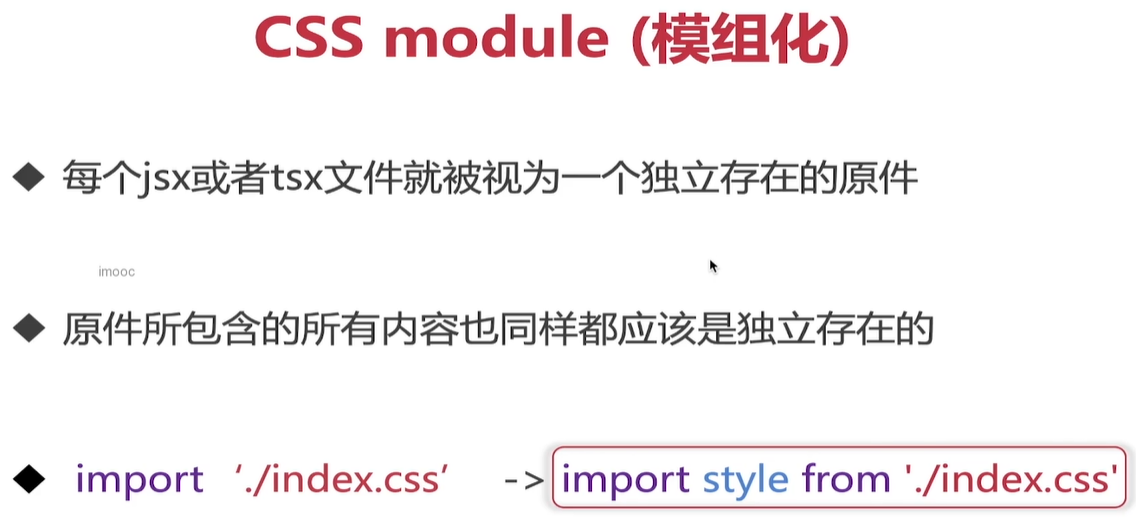 CSS module (模组化)
◆ 每个jsx或者tsx文件就被视为一个独立存在的原件
imooc
◆ 原件所包含的所有内容也同样都应该是独立存在的
◆ import ‘./index.css’ -> import style from './index.css'